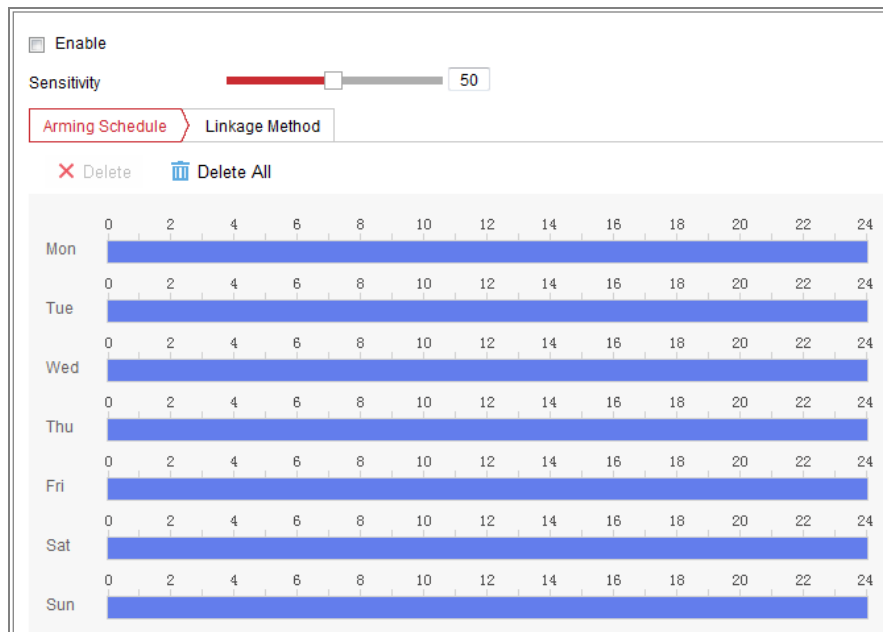 Enable
Sensitivity 50
Arming Schedule Linkage Method
Delete Delete All
0 2 4 6 8 10 12 14 16 18 20 22 24
Mon
0 2 4 6 8 10 12 14 16 18 20 22 24
Tue
0 2 4 6 8 10 12 14 16 18 20 22 24
Wed
0 2 4 6 8 10 12 14 16 18 20 22 24
Thu
0 2 4 6 8 10 12 14 16 18 20 22 24
Fri
0 2 4 6 8 10 12 14 16 18 20 22 24
Sat
0 2 4 6 8 10 12 14 16 18 20 22 24
Sun